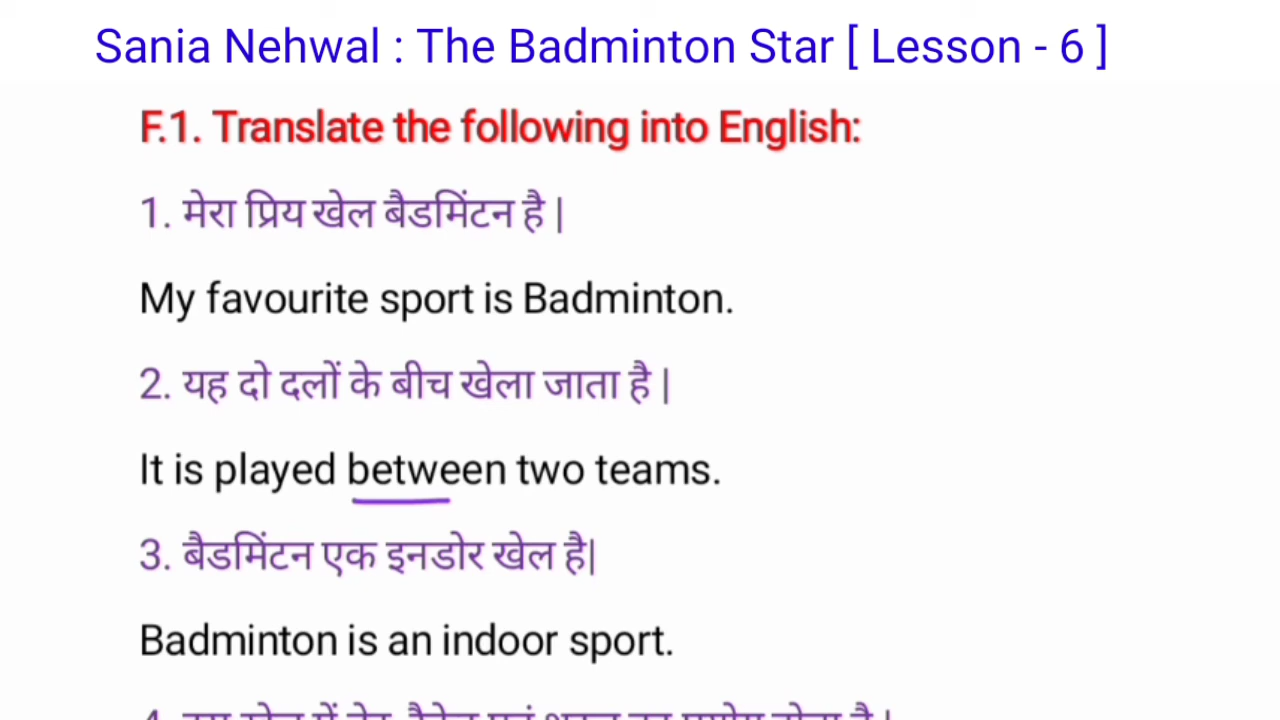 Sania Nehwal : The Badminton Star [ Lesson - 6 ]
F.1. Translate the following into English:
1. मेरा प्रिय खेल बैडमिंटन है |
My favourite sport is Badminton.
2. यह दो दलों के बीच खेला जाता है |
It is played between two teams.
3. बैडमिंटन एक इनडोर खेल है|
Badminton is an indoor sport.
4.